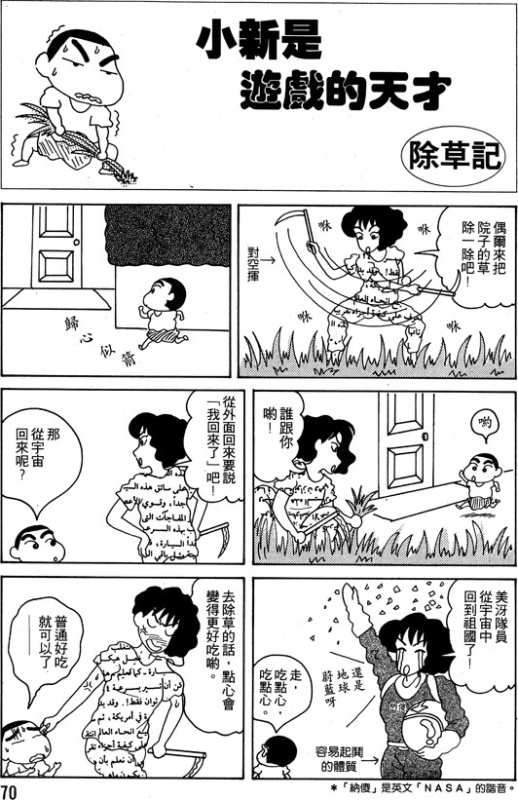 小新是
遊戲的天才
除草記
偶爾來把
院子的草
除一除吧！
咻
咻
咻
咻
對空揮→
歸心似箭
喲
誰跟你
喲！
從外面回來要說
「我回來了」吧！
那
從宇宙
回來呢？
美冴隊員
從宇宙中
回到祖國了！
還是
地球
蔚藍呀
容易起鬨
的體質
走，
吃點心，
吃點心。
去除草的話，點心會
變得更好吃喲。
普通好吃
就可以了——
＊「納傻」是英文「NASA」的諧音。
70